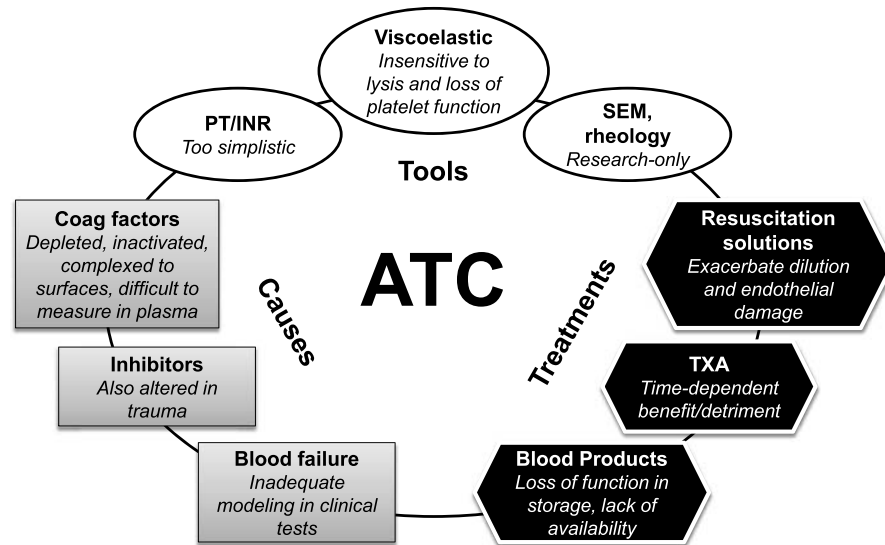 Viscoelastic
Insensitive to
lysis and loss of
platelet function
PT/INR
Too simplistic
SEM,
rheology
Research-only
Tools
Coag factors
Depleted, inactivated,
complexed to
surfaces, difficult to
measure in plasma
Resuscitation
solutions
Exacerbate dilution
and endothelial
damage
ATC
Causes
Treatments
Inhibitors
Also altered in
trauma
TXA
Time-dependent
benefit/detriment
Blood failure
Inadequate
modeling in clinical
tests
Blood Products
Loss of function in
storage, lack of
availability